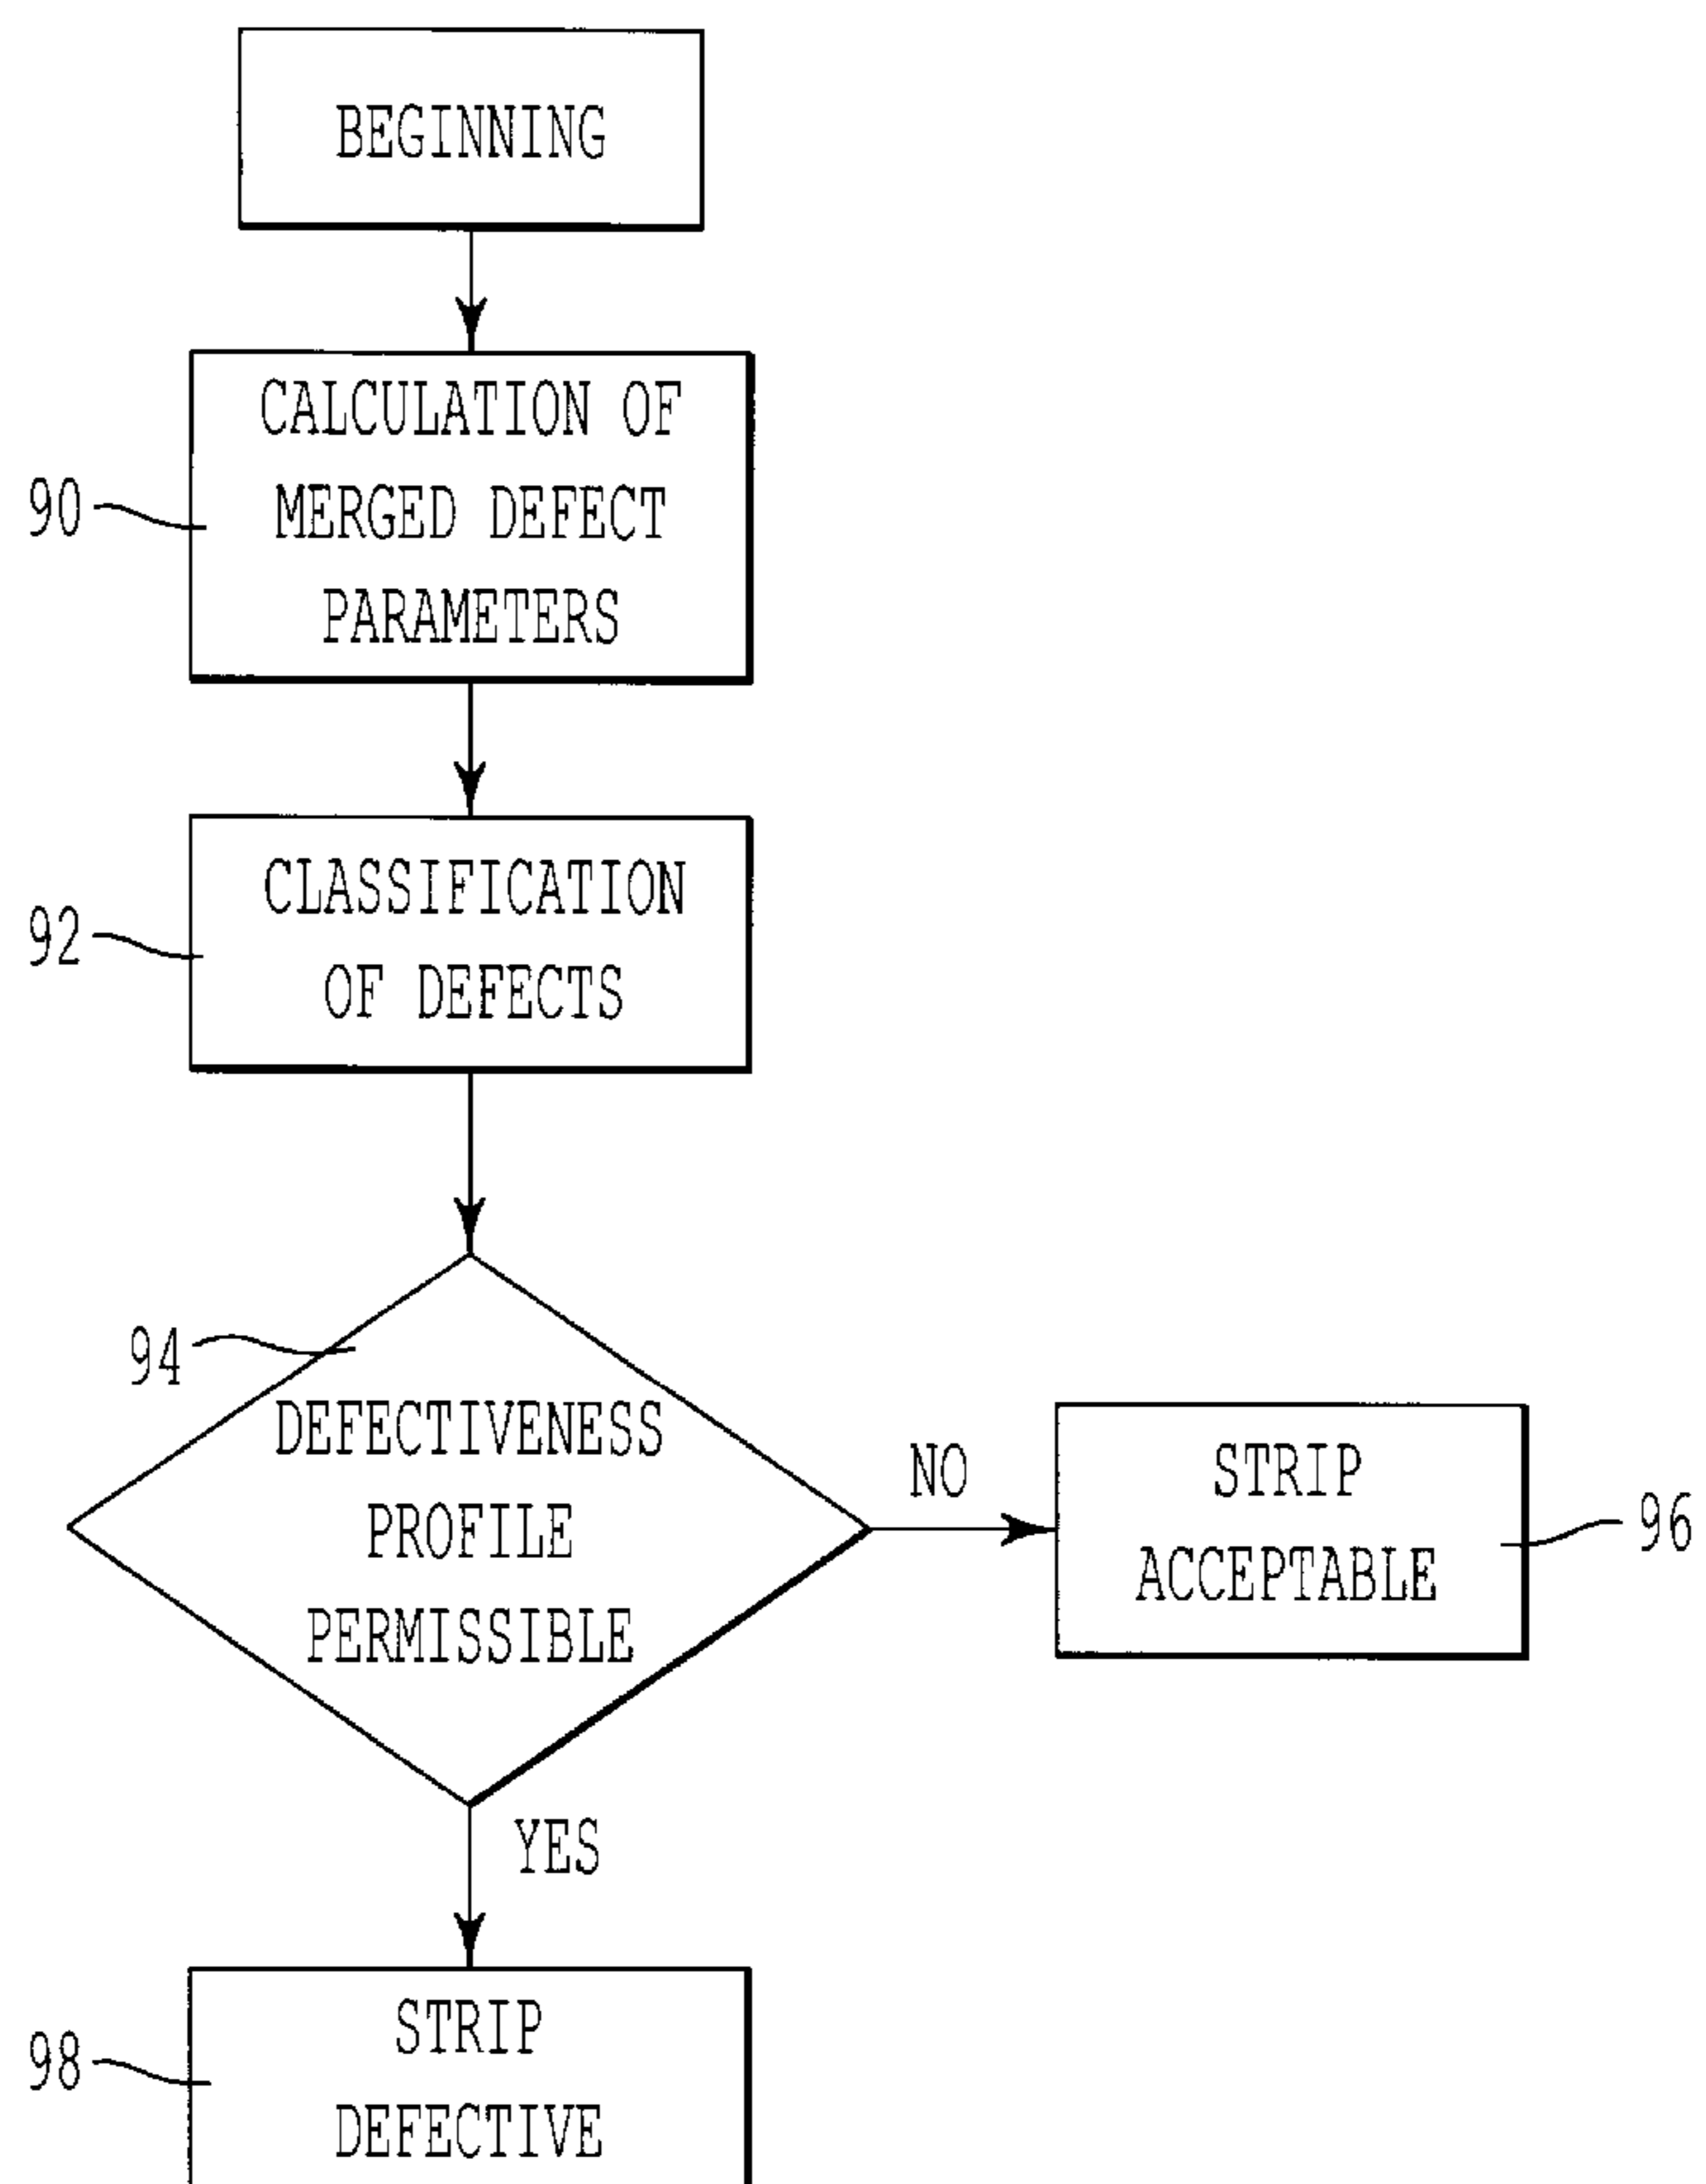 BEGINNING
CALCULATION OF
MERGED DEFECT
PARAMETERS
90
CLASSIFICATION
OF DEFECTS
92
94
DEFECTIVENESS
PROFILE
PERMISSIBLE
NO
STRIP
ACCEPTABLE
96
YES
STRIP
DEFECTIVE
98